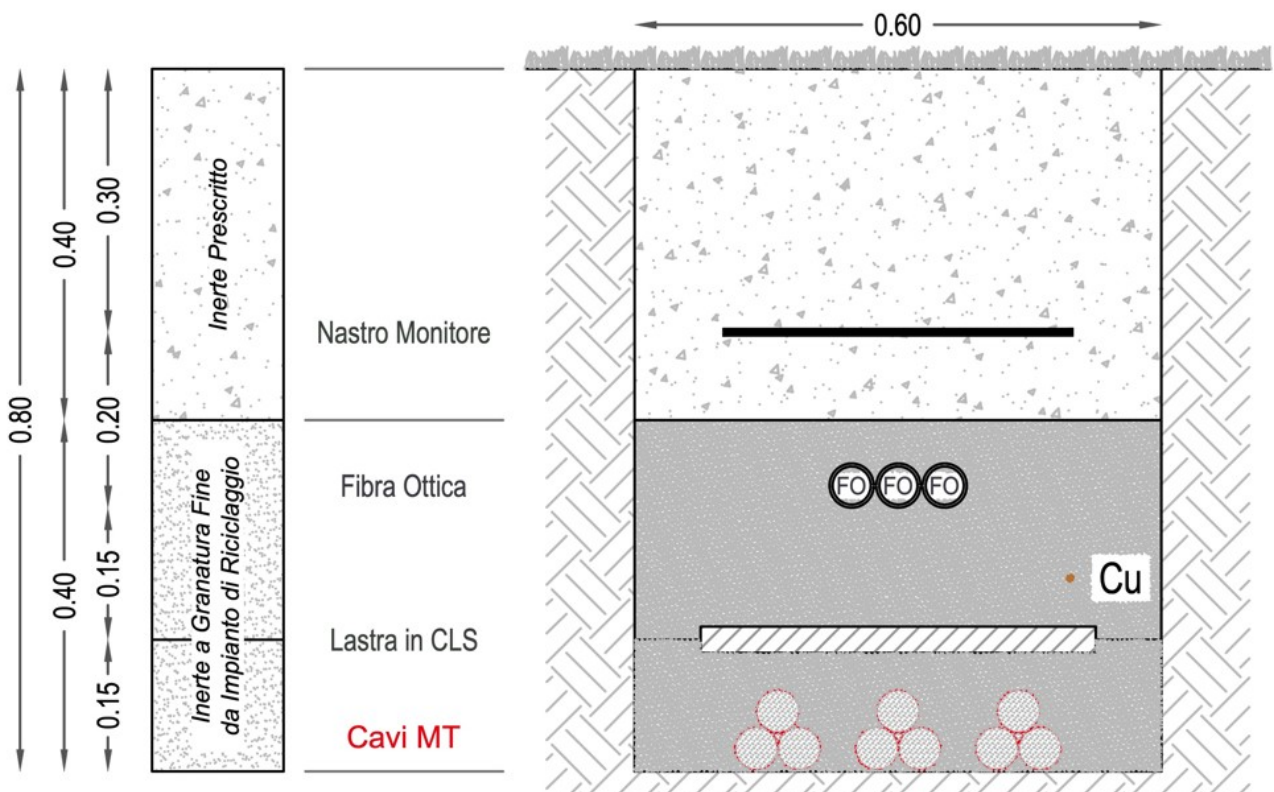 0.60
0.80
0.40
0.40
0.30
0.20
0.15
0.15
Inerte Prescritto
Inerte a Granatura Fine
da Impianto di Riciclaggio
Nastro Monitore
Fibra Ottica
Lastra in CLS
Cavi MT
FO FO FO
Cu